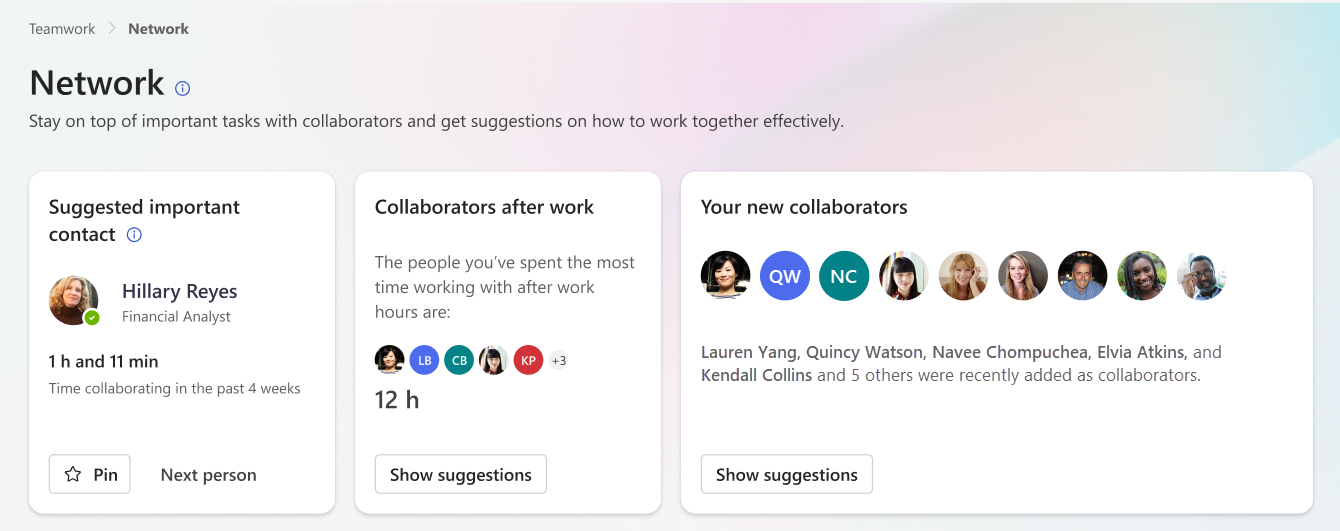 Teamwork > Network
Network
Stay on top of important tasks with collaborators and get suggestions on how to work together effectively.
Suggested important
contact
Hillary Reyes
Financial Analyst
1 h and 11 min
Time collaborating in the past 4 weeks
Pin Next person
Collaborators after work
The people you’ve spent the most
time working with after work
hours are:
LB CB KP +3
12 h
Show suggestions
Your new collaborators
QW NC
Lauren Yang, Quincy Watson, Navee Chompuchea, Elvia Atkins, and
Kendall Collins and 5 others were recently added as collaborators.
Show suggestions